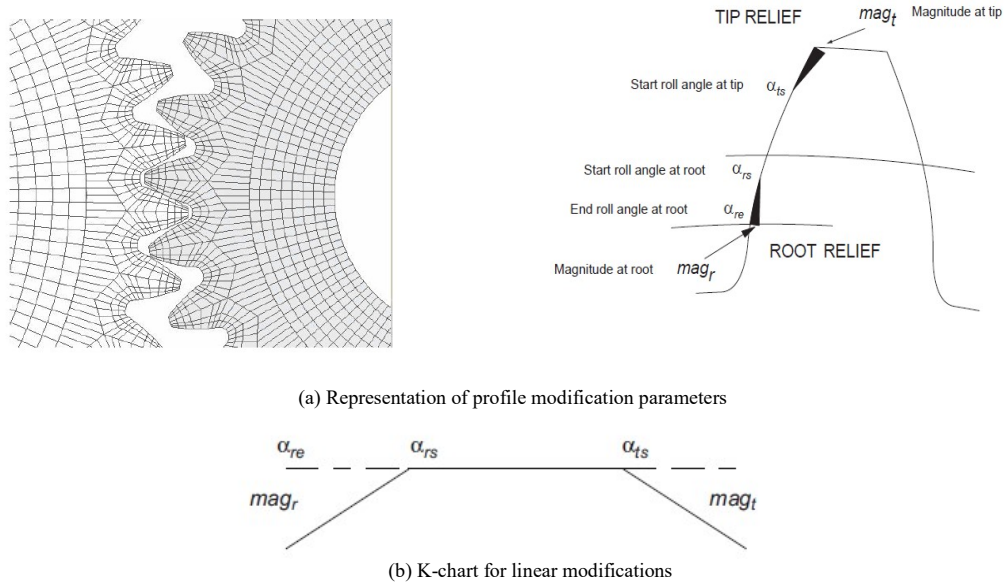 TIP RELIEF
mag_t
Magnitude at tip
Start roll angle at tip α_ts
Start roll angle at root α_rs
End roll angle at root α_re
ROOT RELIEF
Magnitude at root mag_r
(a) Representation of profile modification parameters
α_re α_rs α_ts
mag_r mag_t
(b) K-chart for linear modifications